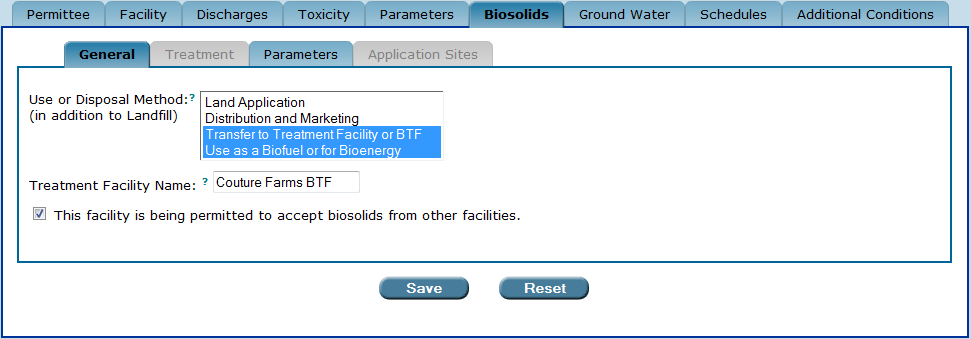 Permittee Facility Discharges Toxicity Parameters Biosolids Ground Water Schedules Additional Conditions
General Treatment Parameters Application Sites
Use or Disposal Method:?
(in addition to Landfill)
Land Application
Distribution and Marketing
Transfer to Treatment Facility or BTF
Use as a Biofuel or for Bioenergy
Treatment Facility Name: ? Couture Farms BTF
This facility is being permitted to accept biosolids from other facilities.
Save Reset